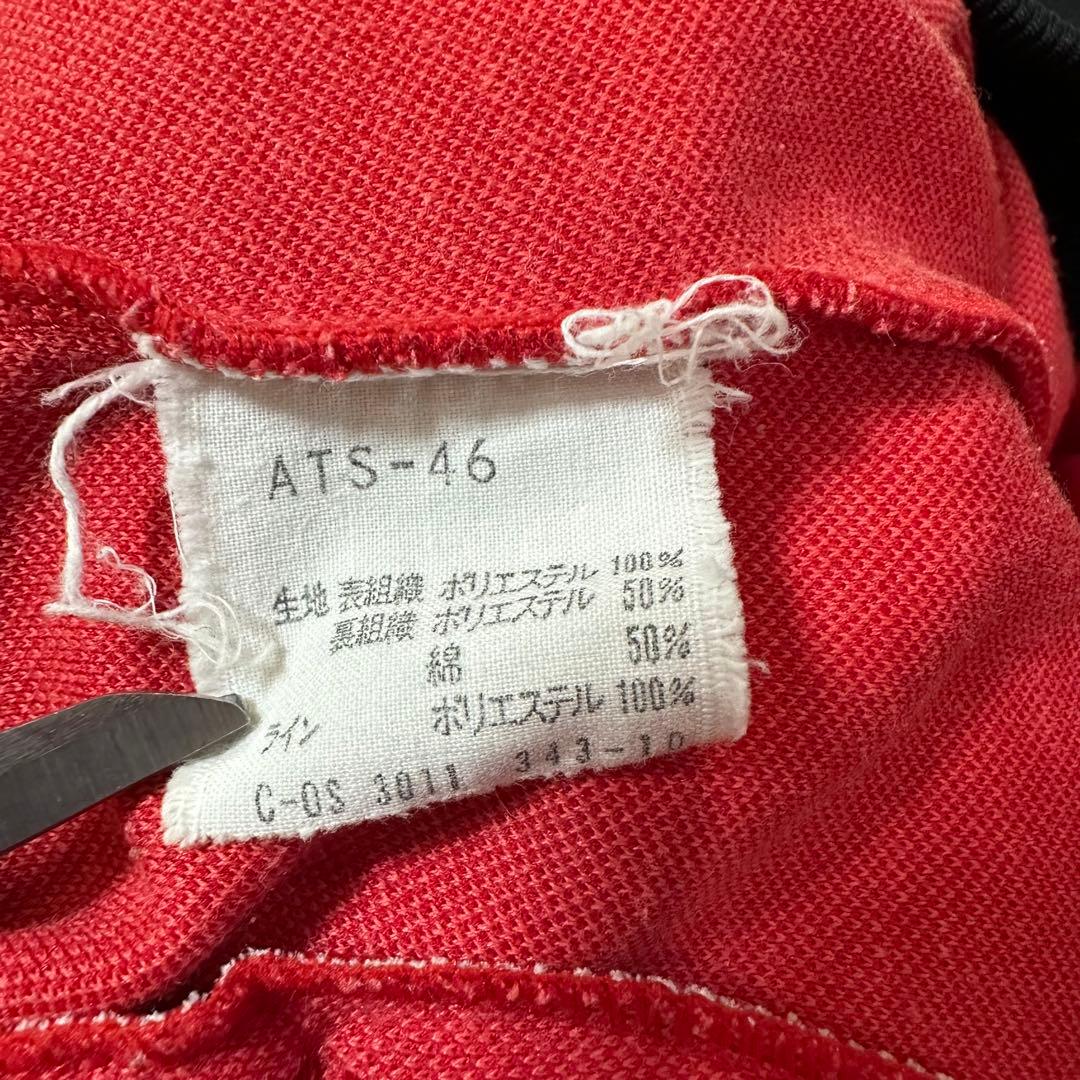 ATS-46
生地 表組織 ポリエステル 100%
裏組織 ポリエステル 50%
綿 50%
ライン ポリエステル 100%
C-OS 3011 343-10